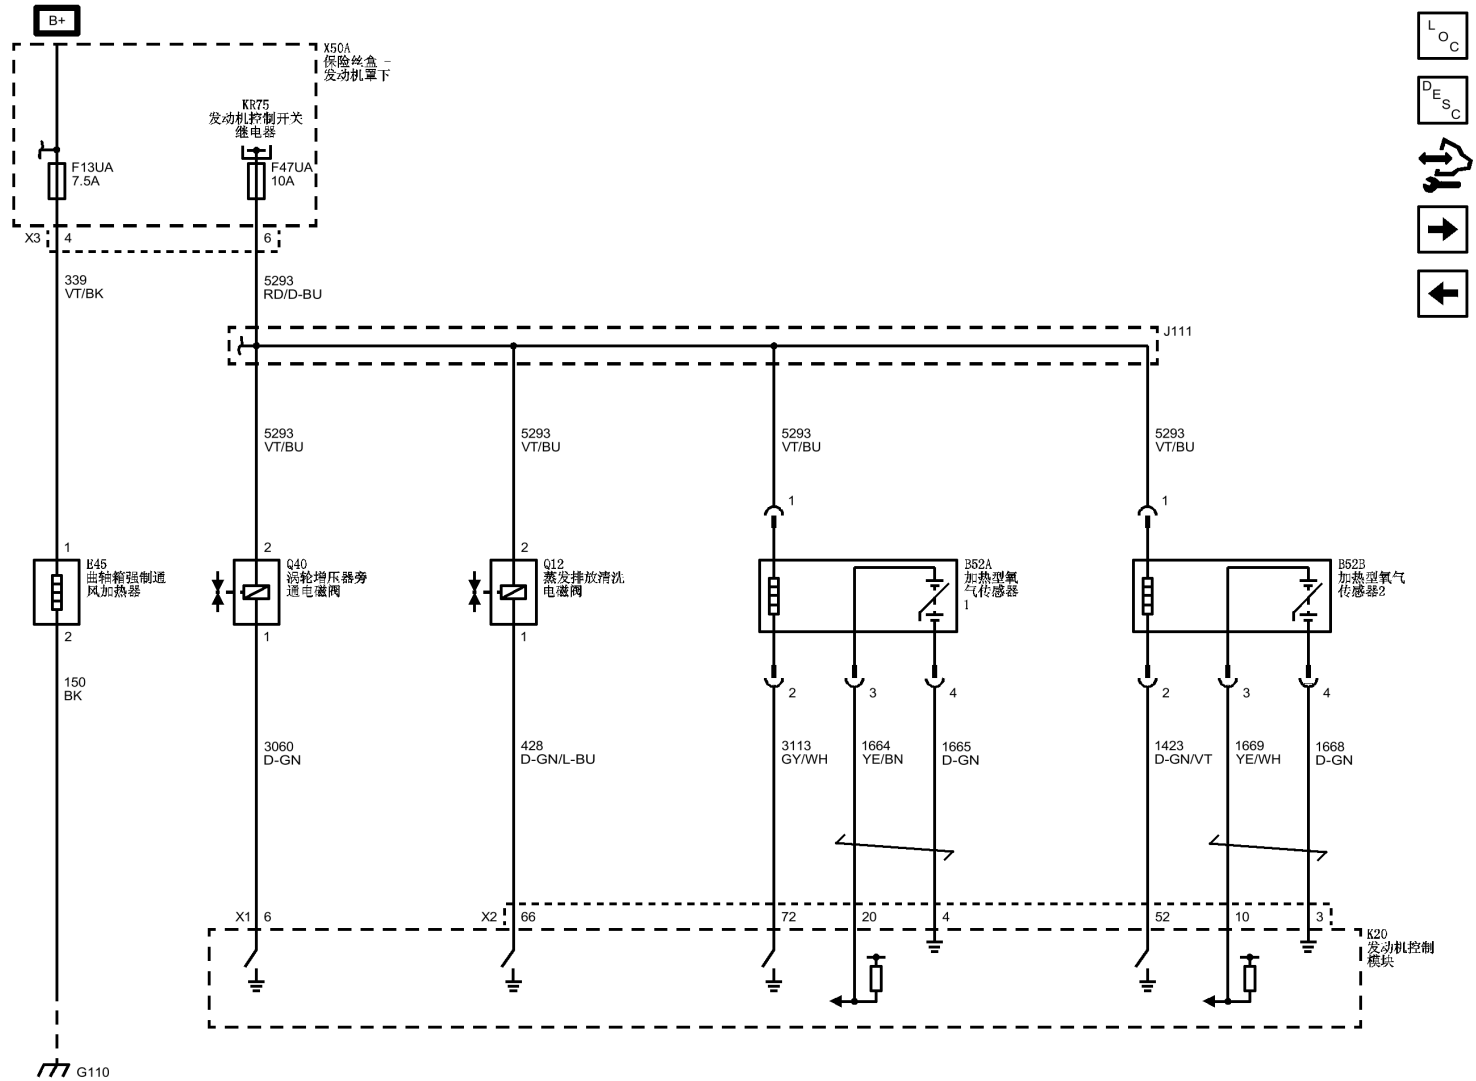 B+
X50A
保险丝盒 -
发动机罩下
KR75
发动机控制开关
继电器
F13UA
7.5A
F47UA
10A
X3
4
6
339
VT/BK
5293
RD/D-BU
J111
5293
VT/BU
5293
VT/BU
5293
VT/BU
5293
VT/BU
1
1
1
E45
曲轴箱强制通
风加热器
2
2
Q40
涡轮增压器旁
通电磁阀
1
2
Q12
蒸发排放清洗
电磁阀
1
B52A
加热型氧
气传感器
1
B52B
加热型氧气
传感器2
2
3
4
2
3
4
150
BK
3060
D-GN
428
D-GN/L-BU
3113
GY/WH
1664
YE/BN
1665
D-GN
1423
D-GN/VT
1669
YE/WH
1668
D-GN
X1
6
X2
66
72
20
4
52
10
3
K20
发动机控制
模块
G110
LOC
DESC